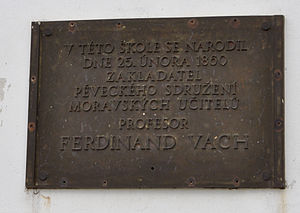 V TÉTO ŠKOLE SE NARODIL
DNE 25. ÚNORA 1860
ZAKLADATEL
PĚVECKÉHO SDRUŽENÍ
MORAVSKÝCH UČITELŮ
PROFESOR
FERDINAND VACH